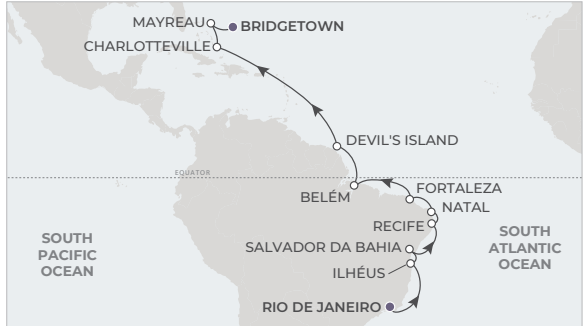 MAYREAU
BRIDGETOWN
CHARLOTTEVILLE
DEVIL'S ISLAND
EQUATOR
BELÉM
FORTALEZA
NATAL
RECIFE
SOUTH
PACIFIC
OCEAN
SALVADOR DA BAHIA
SOUTH
ATLANTIC
OCEAN
ILHÉUS
RIO DE JANEIRO